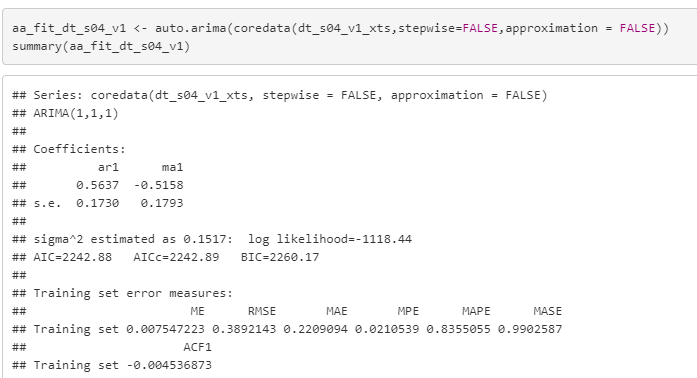 aa_fit_dt_s04_v1 <- auto.arima(coredata(dt_s04_v1_xts,stepwise=FALSE,approximation = FALSE))
summary(aa_fit_dt_s04_v1)
## Series: coredata(dt_s04_v1_xts, stepwise = FALSE, approximation = FALSE)
## ARIMA(1,1,1)
##
## Coefficients:
##          ar1      ma1
##       0.5637  -0.5158
## s.e.  0.1730   0.1793
##
## sigma^2 estimated as 0.1517:  log likelihood=-1118.44
## AIC=2242.88   AICc=2242.89   BIC=2260.17
##
## Training set error measures:
##                       ME      RMSE       MAE       MPE      MAPE      MASE
## Training set 0.007547223 0.3892143 0.2209094 0.0210539 0.8355055 0.9902587
##                      ACF1
## Training set -0.004536873